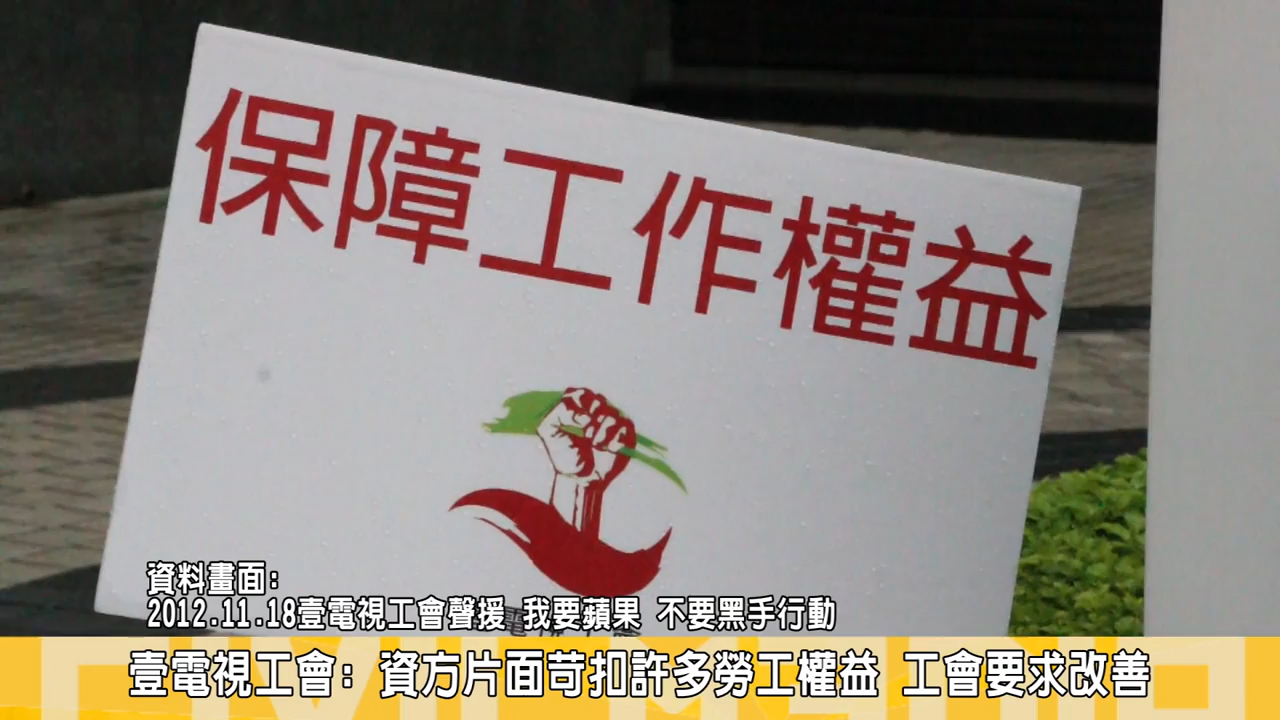 保障工作權益
資料畫面:
2012.11.18壹電視工會聲援 我要蘋果 不要黑手行動
壹電視工會: 資方片面苛扣許多勞工權益 工會要求改善